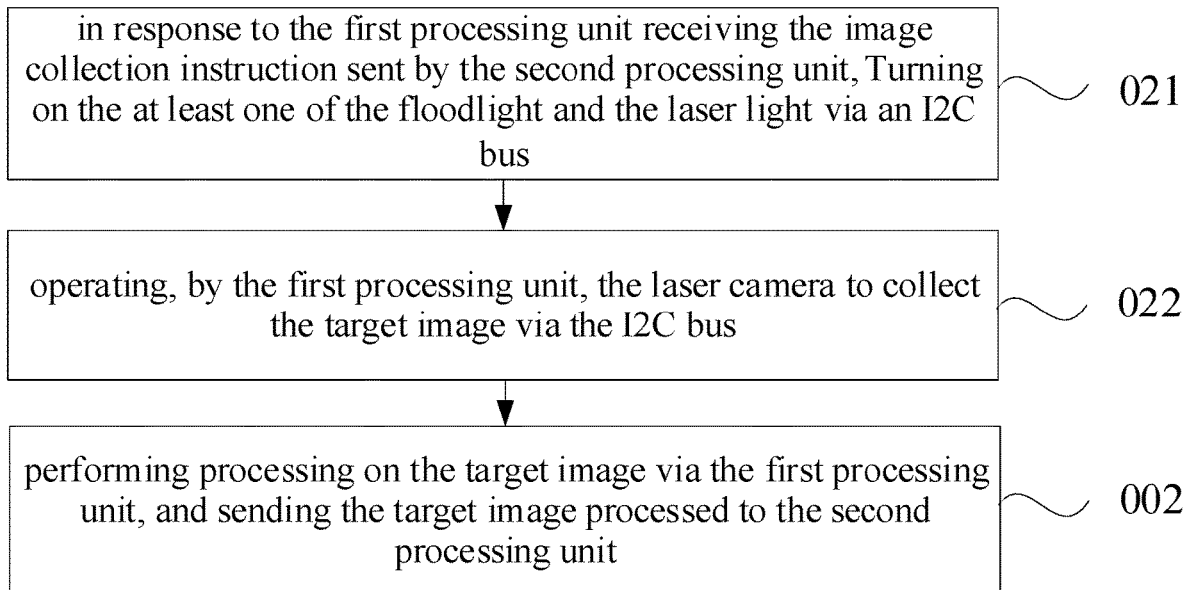 in response to the first processing unit receiving the image
collection instruction sent by the second processing unit, Turning
on the at least one of the floodlight and the laser light via an I2C
bus
021
operating, by the first processing unit, the laser camera to collect
the target image via the I2C bus
022
performing processing on the target image via the first processing
unit, and sending the target image processed to the second
processing unit
002